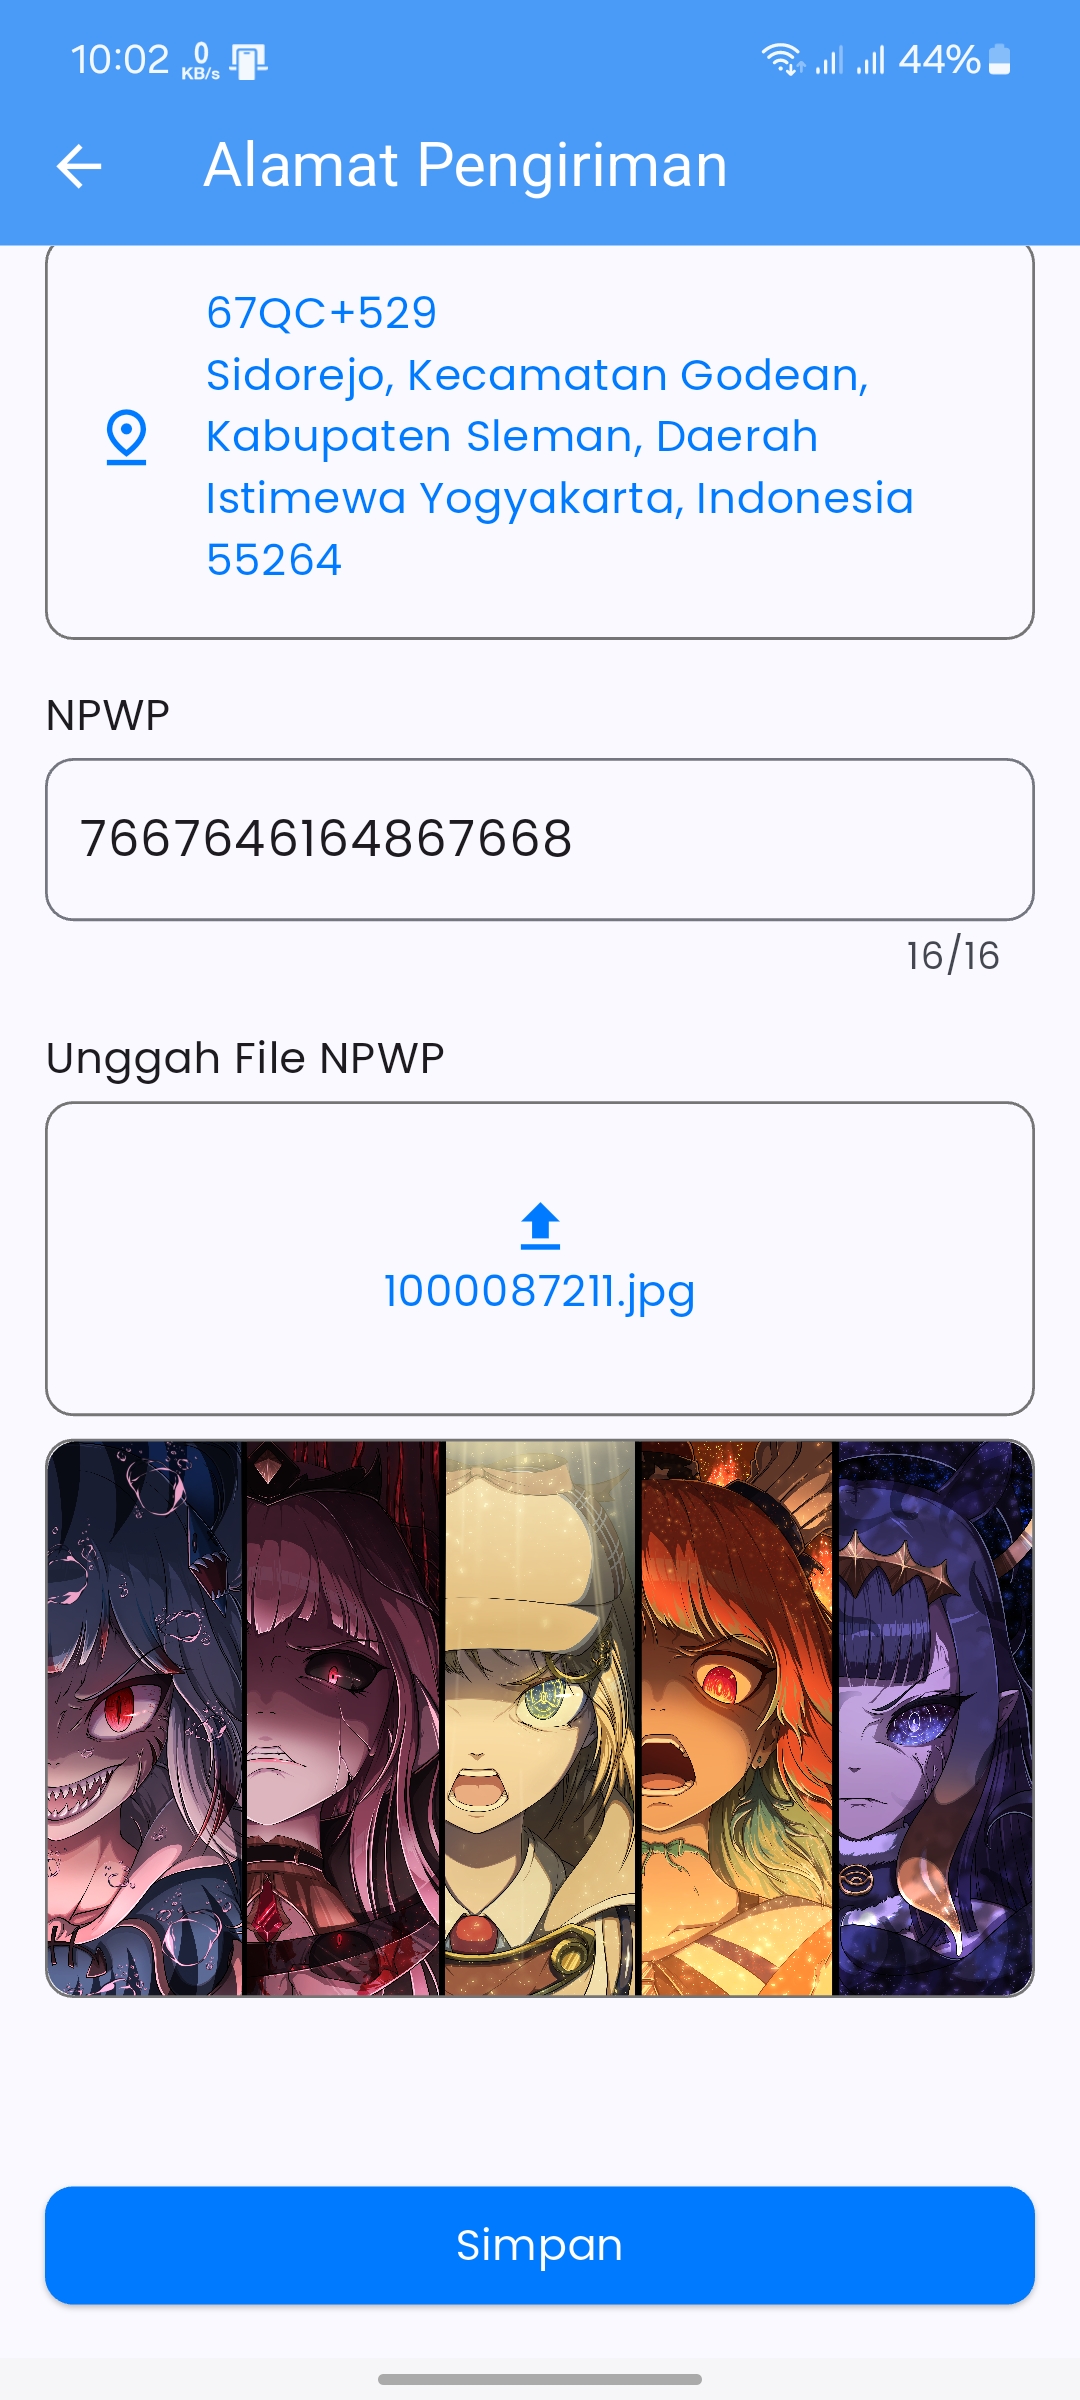 10:02 0 KB/s 44%
Alamat Pengiriman
67QC+529
Sidorejo, Kecamatan Godean,
Kabupaten Sleman, Daerah
Istimewa Yogyakarta, Indonesia
55264
NPWP
7667646164867668
16/16
Unggah File NPWP
1000087211.jpg
Simpan